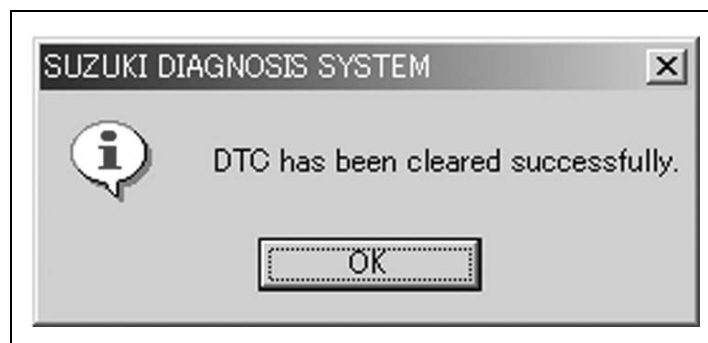 SUZUKI DIAGNOSIS SYSTEM
DTC has been cleared successfully.
OK